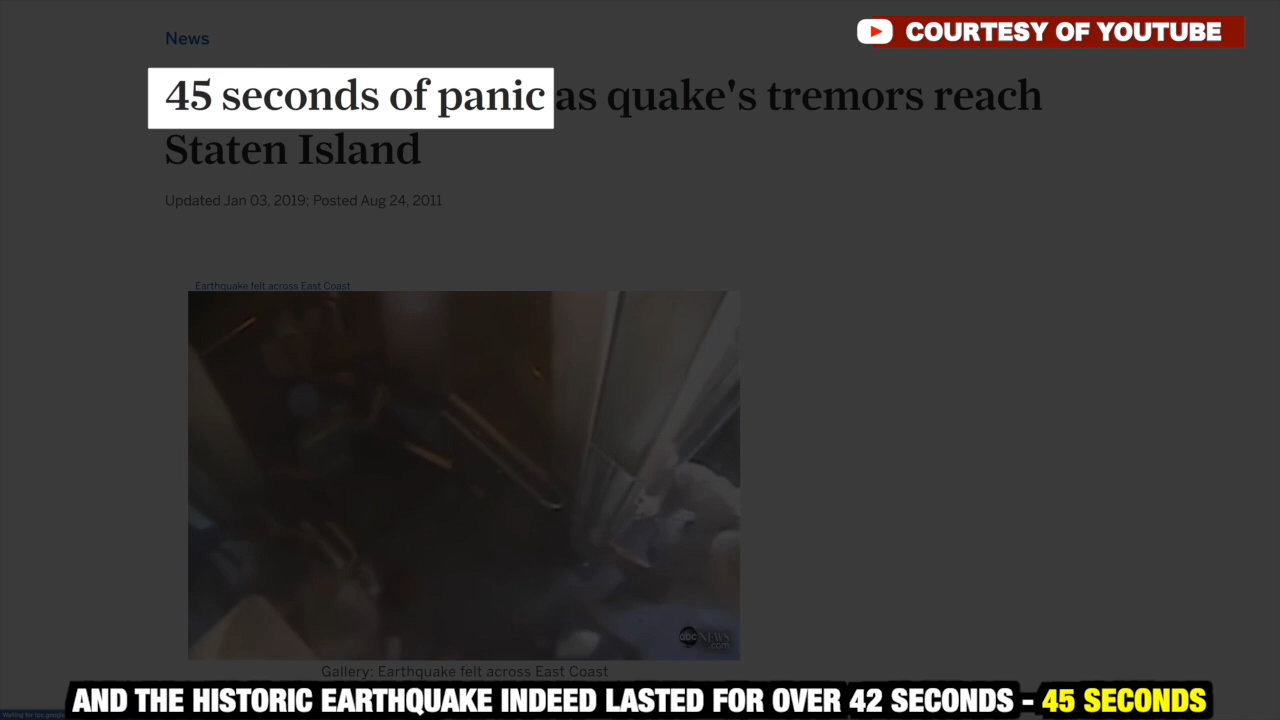 News
COURTESY OF YOUTUBE
45 seconds of panic as quake's tremors reach
Staten Island
Updated Jan 03, 2019; Posted Aug 24, 2011
Earthquake felt across East Coast
abc NEWS
.com
Gallery: Earthquake felt across East Coast
AND THE HISTORIC EARTHQUAKE INDEED LASTED FOR OVER 42 SECONDS - 45 SECONDS